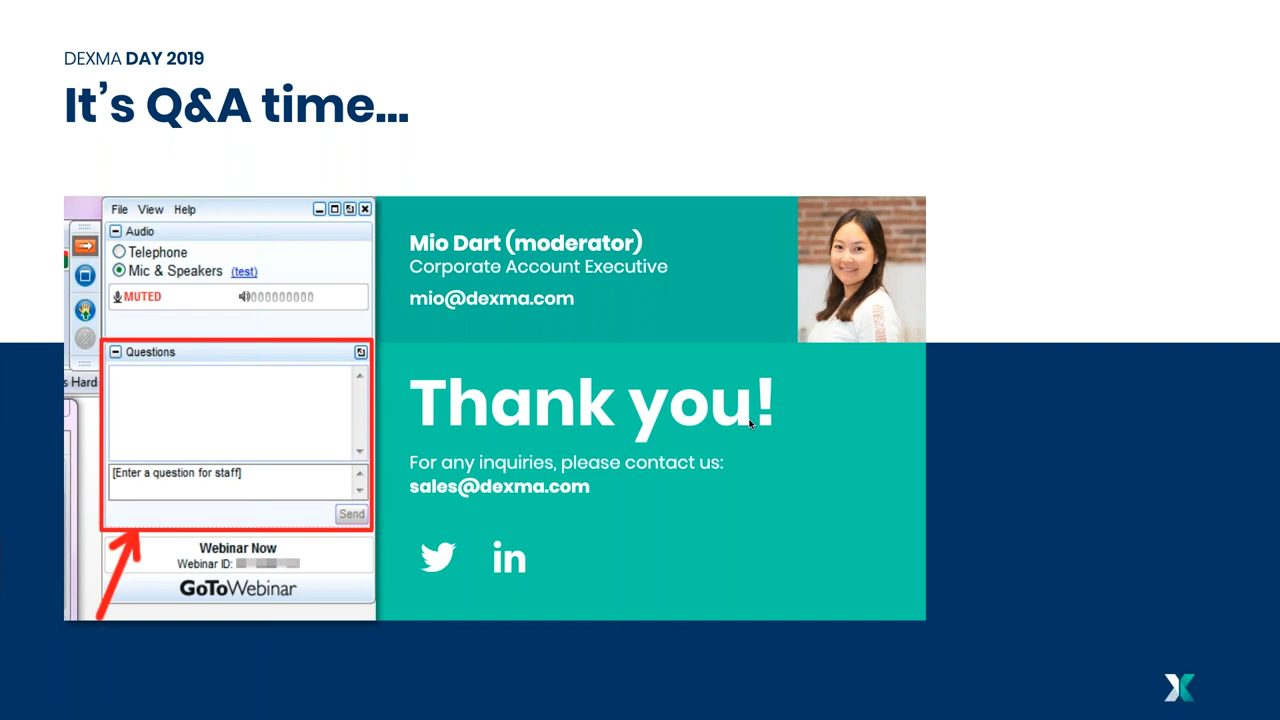 DEXMA DAY 2019
It’s Q&A time...
File View Help
Audio
Telephone
Mic & Speakers (test)
MUTED
Questions
s Hard
[Enter a question for staff]
Send
Webinar Now
Webinar ID:
GoToWebinar
Mio Dart (moderator)
Corporate Account Executive
mio@dexma.com
Thank you!
For any inquiries, please contact us:
sales@dexma.com
in